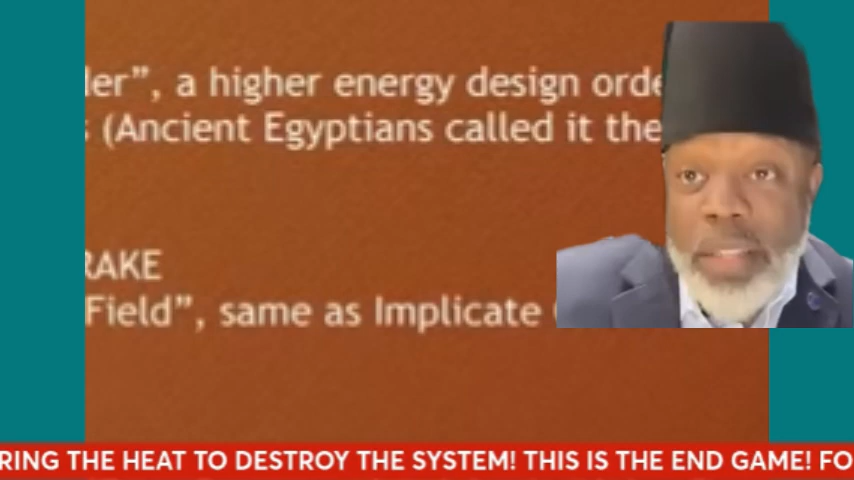 der”, a higher energy design orde
s (Ancient Egyptians called it the
RAKE
Field”, same as Implicate
RING THE HEAT TO DESTROY THE SYSTEM! THIS IS THE END GAME! FO